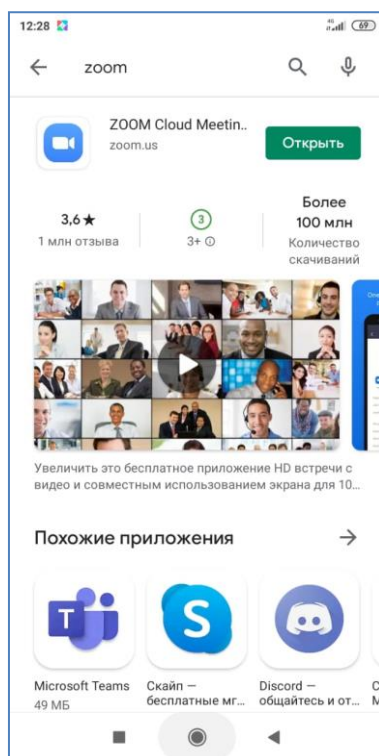 12:28 4G 69
zoom
ZOOM Cloud Meetin..
zoom.us
Открыть
3,6★
1 млн отзыва
3
3+
Более
100 млн
Количество
скачиваний
Увеличить это бесплатное приложение HD встречи с
видео и совместным использованием экрана для 10...
Похожие приложения
Microsoft Teams
49 МБ
Скайп —
бесплатные мг...
Discord —
общайтесь и от...